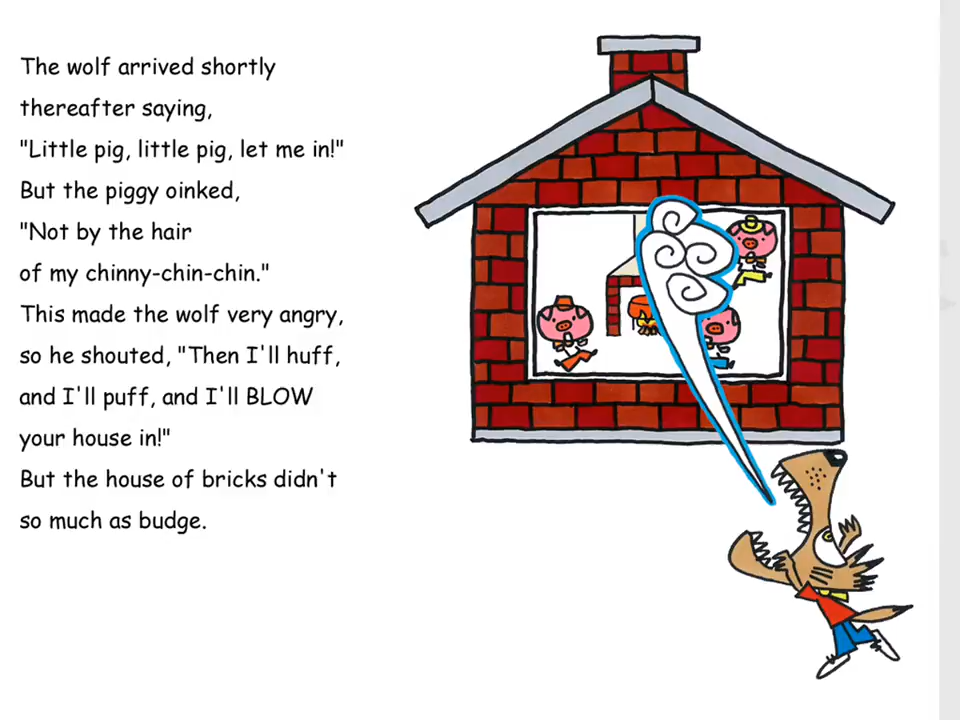 The wolf arrived shortly
thereafter saying,
"Little pig, little pig, let me in!"
But the piggy oinked,
"Not by the hair
of my chinny-chin-chin."
This made the wolf very angry,
so he shouted, "Then I'll huff,
and I'll puff, and I'll BLOW
your house in!"
But the house of bricks didn't
so much as budge.